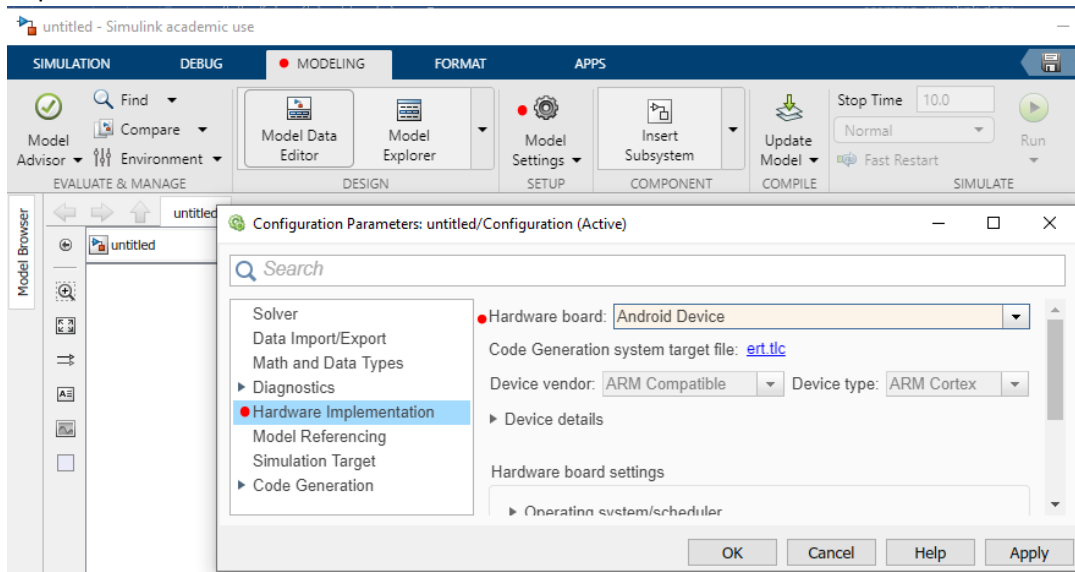 untitled - Simulink academic use
SIMULATION DEBUG MODELING FORMAT APPS
Find
Compare
Environment
Model Advisor
EVALUATE & MANAGE
Model Data Editor
Model Explorer
DESIGN
Model Settings
SETUP
Insert Subsystem
COMPONENT
Update Model
COMPILE
Stop Time 10.0
Normal
Fast Restart
Run
SIMULATE
Model Browser
untitled
untitled
Configuration Parameters: untitled/Configuration (Active)
Search
Solver
Data Import/Export
Math and Data Types
Diagnostics
Hardware Implementation
Model Referencing
Simulation Target
Code Generation
Hardware board: Android Device
Code Generation system target file: ert.tlc
Device vendor: ARM Compatible Device type: ARM Cortex
Device details
Hardware board settings
Operating system/scheduler
OK Cancel Help Apply